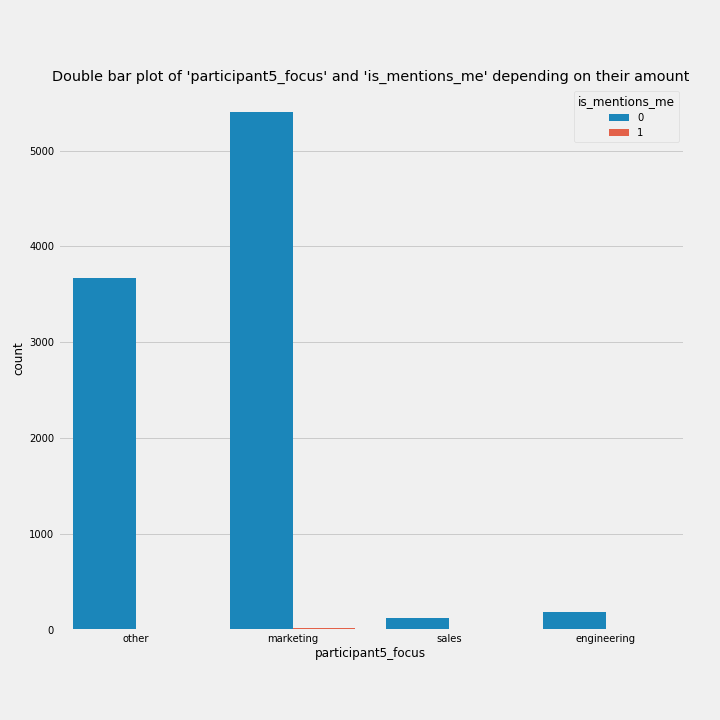 Double bar plot of 'participant5_focus' and 'is_mentions_me' depending on their amount
is_mentions_me
0
1
5000
4000
3000
2000
1000
0
count
other marketing sales engineering
participant5_focus